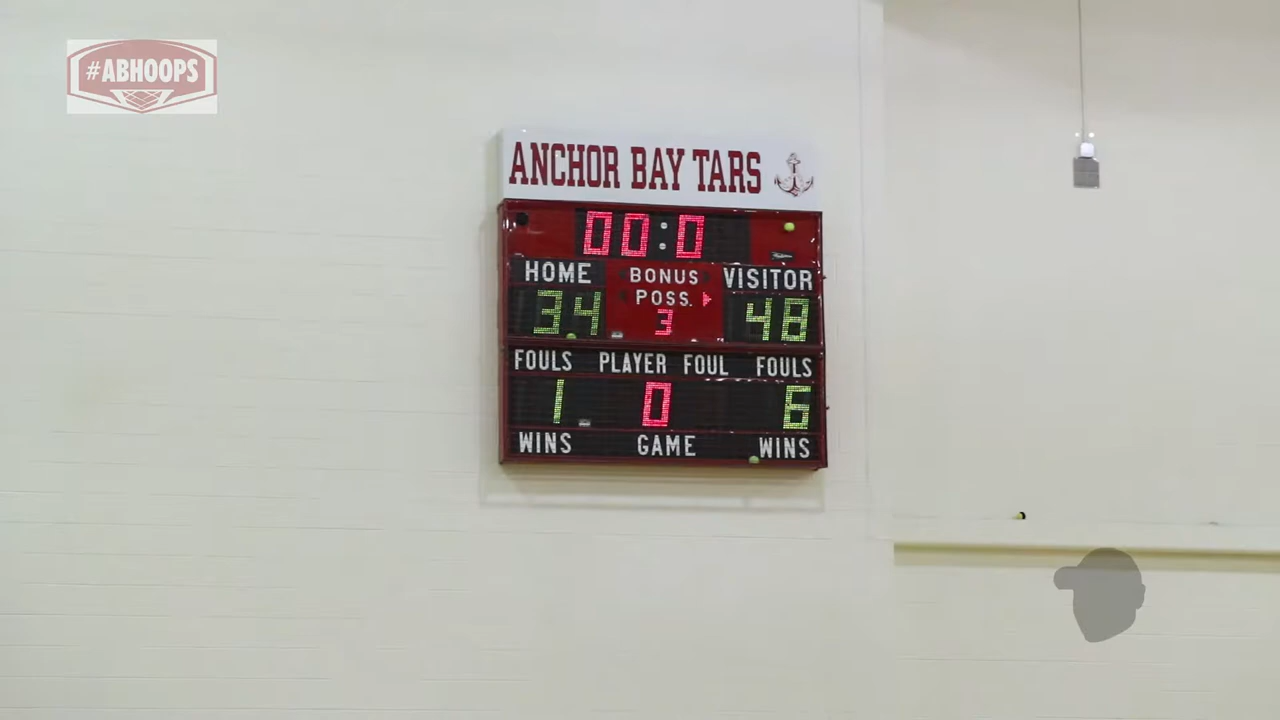 #ABHOOPS
ANCHOR BAY TARS
00:0
HOME BONUS VISITOR
POSS.
34 3 48
FOULS PLAYER FOUL FOULS
1 0 6
WINS GAME WINS